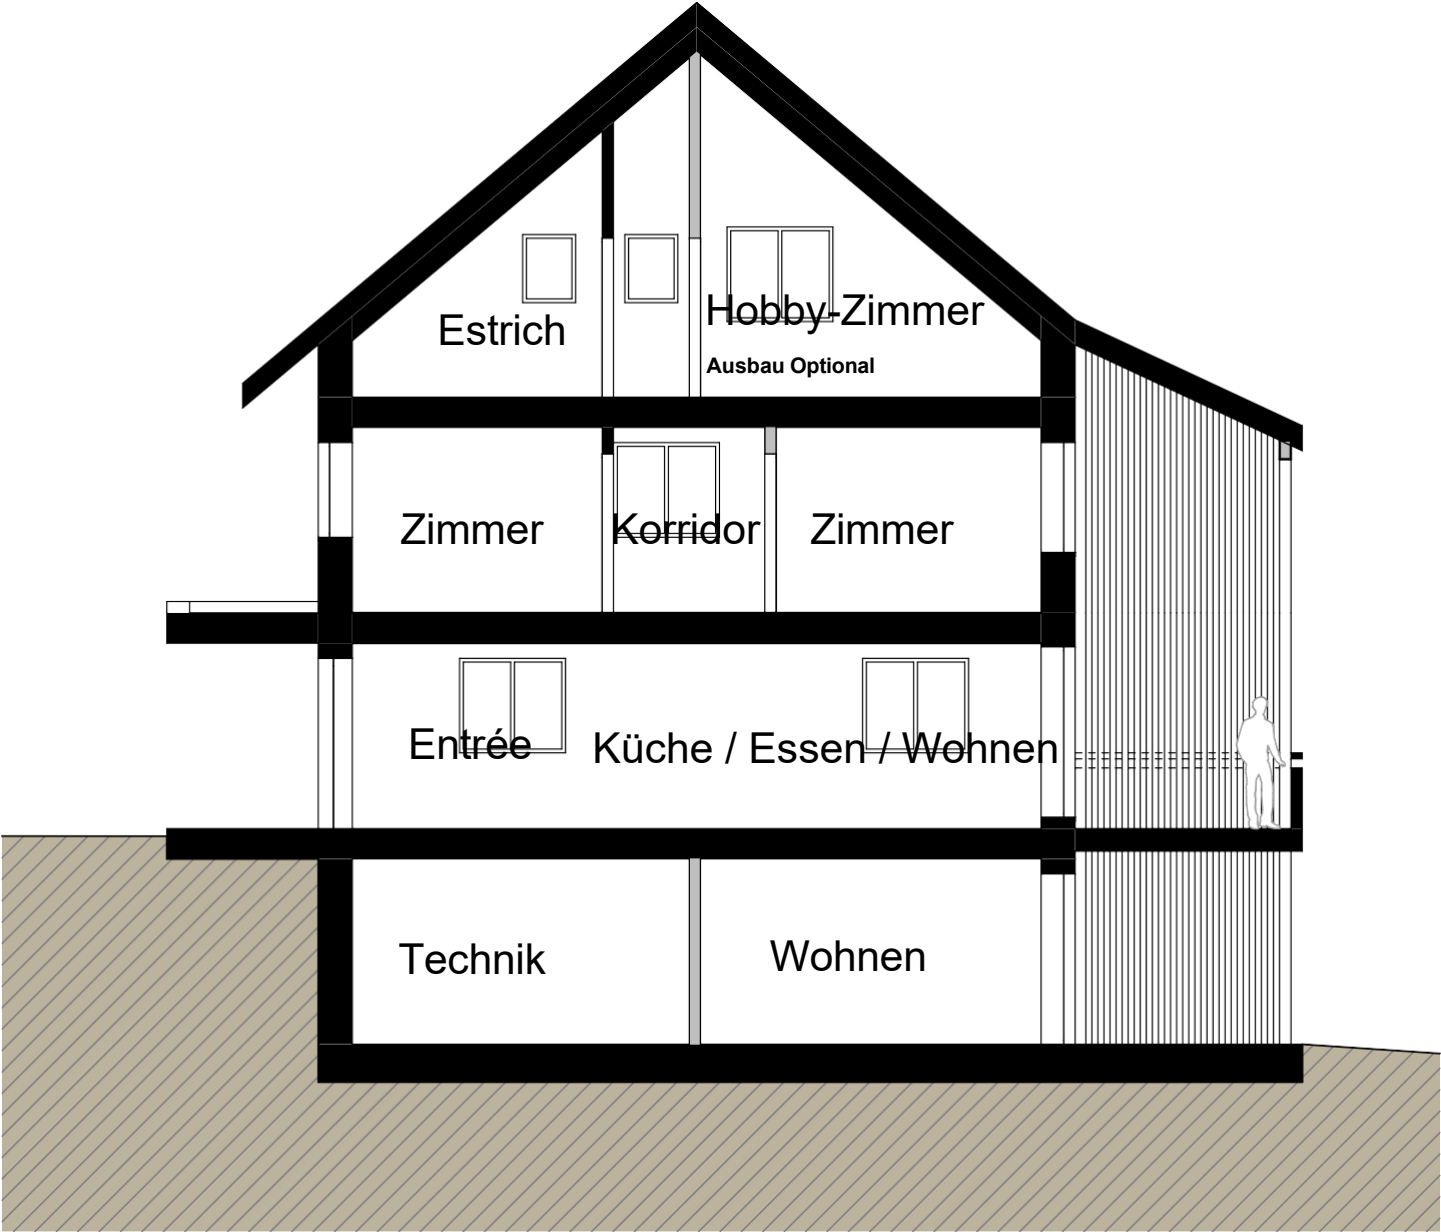 Estrich
Hobby-Zimmer
Ausbau Optional
Zimmer
Korridor
Zimmer
Entrée
Küche / Essen / Wohnen
Technik
Wohnen